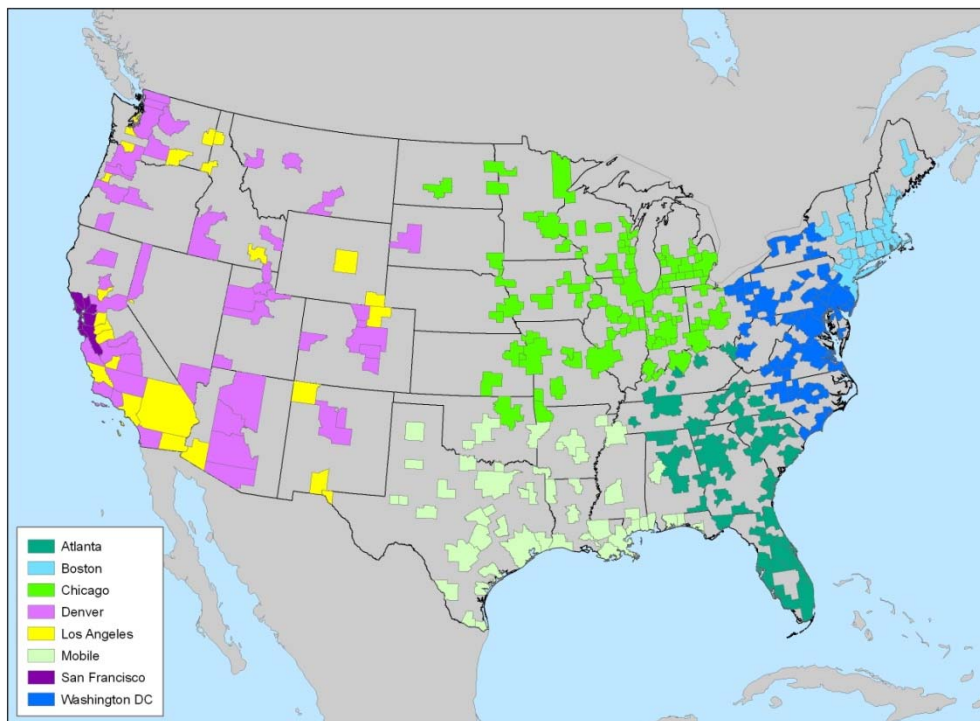 Atlanta
Boston
Chicago
Denver
Los Angeles
Mobile
San Francisco
Washington DC